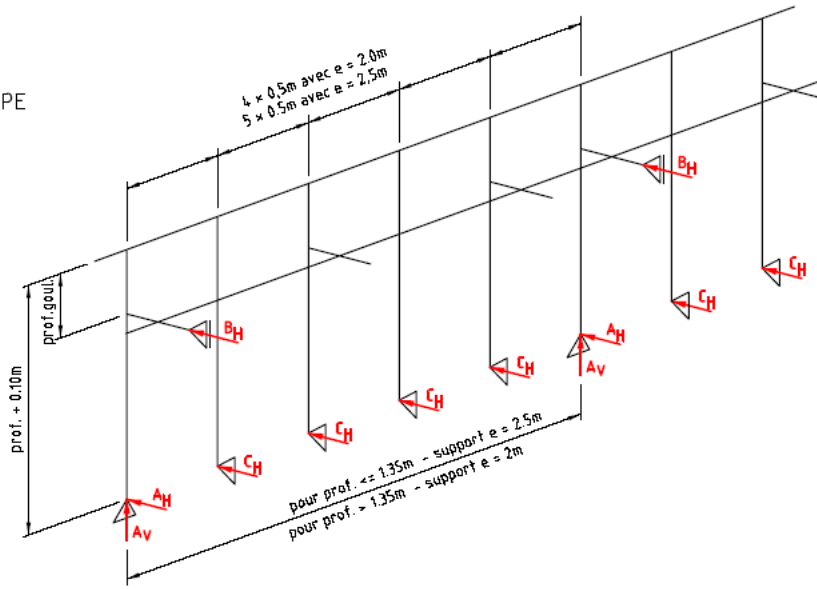 4 x 0,5m avec e = 2.0m
5 x 0.5m avec e = 2,5m
PE
BH
prof.goul.
CH
BH
CH
AH
prof. + 0.10m
CH
AV
CH
CH
pour prof. <= 1.35m - support e = 2.5m
CH
pour prof. > 1.35m - support e = 2m
AH
AV